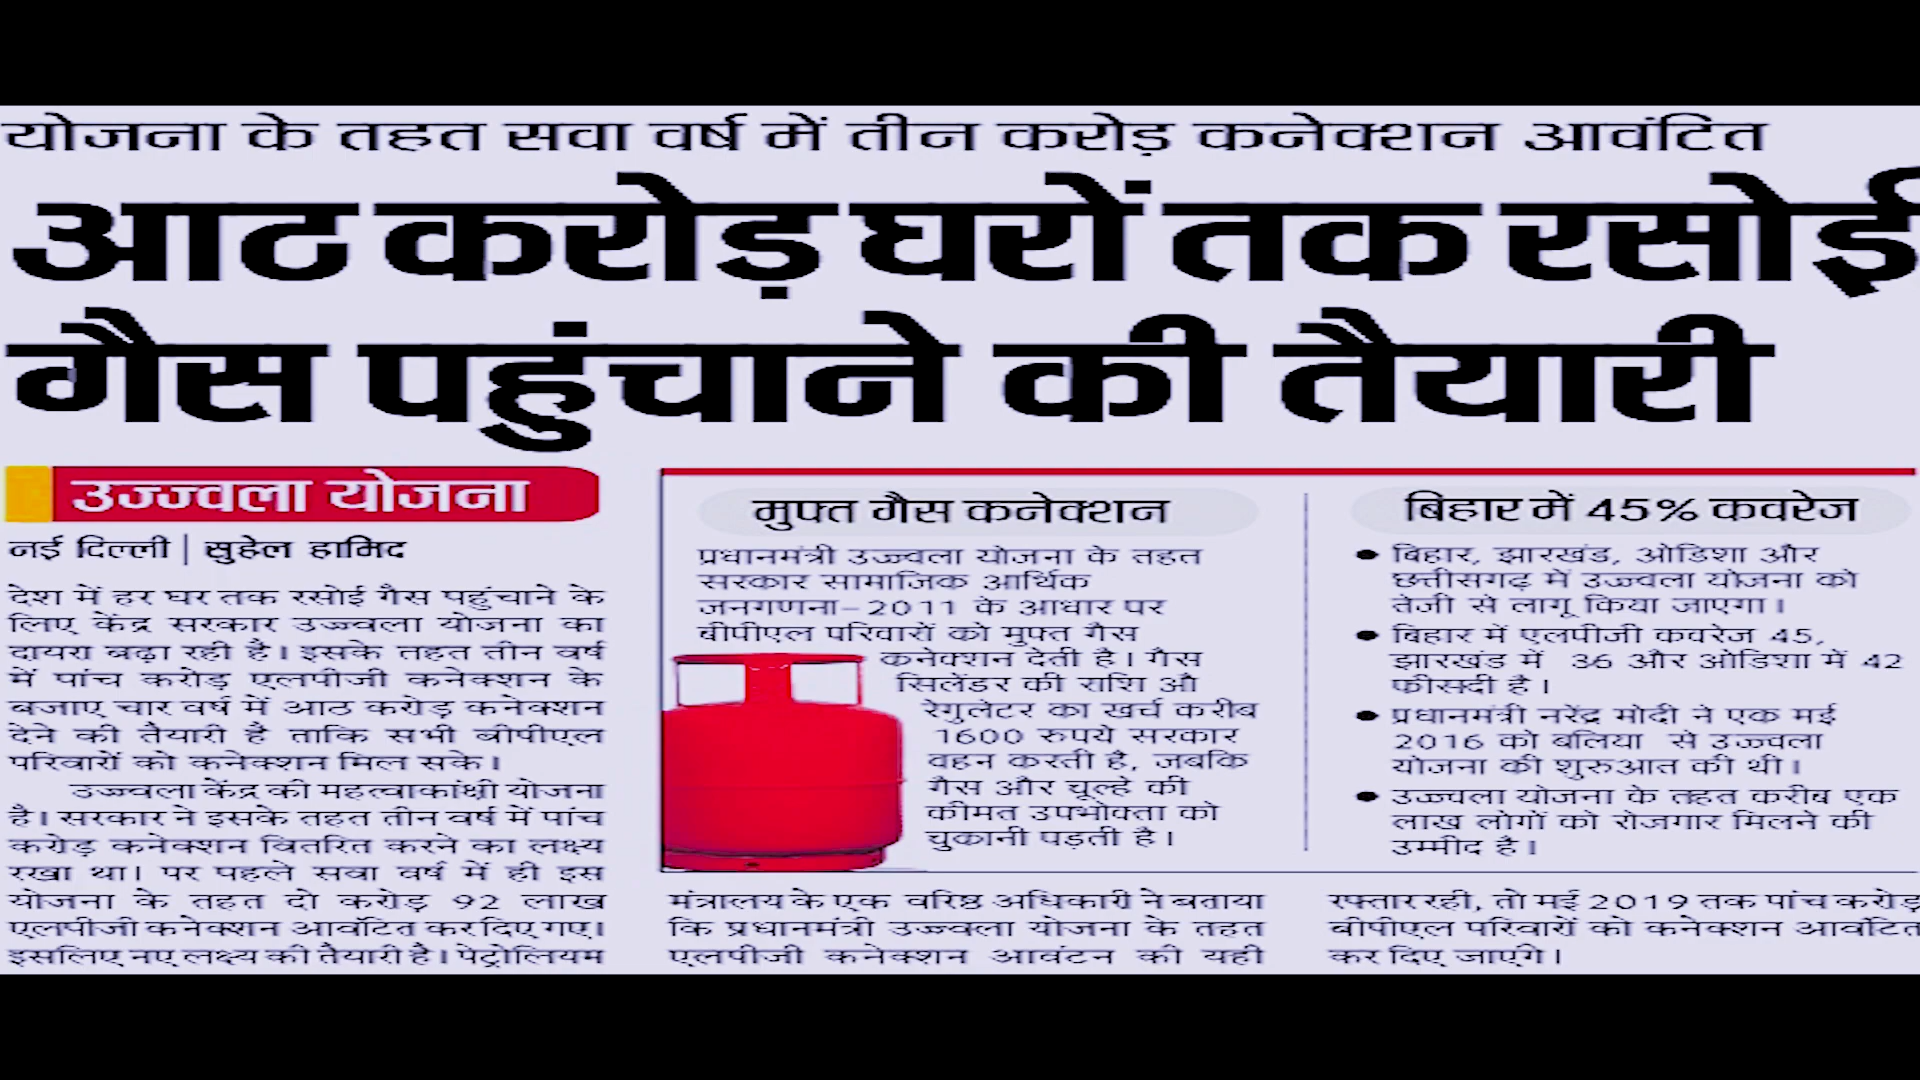 योजना के तहत सवा वर्ष में तीन करोड़ कनेक्शन आवंटित
आठ करोड़ घरों तक रसोई
गैस पहुंचाने की तैयारी
उज्ज्वला योजना
नई दिल्ली | सुहेल हामिद
देश में हर घर तक रसोई गैस पहुंचाने के
लिए केंद्र सरकार उज्ज्वला योजना का
दायरा बढ़ा रही है। इसके तहत तीन वर्ष
में पांच करोड़ एलपीजी कनेक्शन के
बजाए चार वर्ष में आठ करोड़ कनेक्शन
देने की तैयारी है ताकि सभी बीपीएल
परिवारों को कनेक्शन मिल सके।
उज्ज्वला केंद्र की महत्वाकांक्षी योजना
है। सरकार ने इसके तहत तीन वर्ष में पांच
करोड़ कनेक्शन वितरित करने का लक्ष्य
रखा था। पर पहले सवा वर्ष में ही इस
योजना के तहत दो करोड़ 92 लाख
एलपीजी कनेक्शन आवंटित कर दिए गए।
इसलिए नए लक्ष्य की तैयारी है। पेट्रोलियम
मुफ्त गैस कनेक्शन
प्रधानमंत्री उज्ज्वला योजना के तहत
सरकार सामाजिक आर्थिक
जनगणना-2011 के आधार पर
बीपीएल परिवारों को मुफ्त गैस
कनेक्शन देती है। गैस
सिलेंडर की राशि औ
रेगुलेटर का खर्च करीब
1600 रुपये सरकार
वहन करती है, जबकि
गैस और चूल्हे की
कीमत उपभोक्ता को
चुकानी पड़ती है।
बिहार में 45% कवरेज
● बिहार, झारखंड, ओडिशा और
छत्तीसगढ़ में उज्ज्वला योजना को
तेजी से लागू किया जाएगा।
● बिहार में एलपीजी कवरेज 45,
झारखंड में 36 और ओडिशा में 42
फीसदी है।
● प्रधानमंत्री नरेंद्र मोदी ने एक मई
2016 को बलिया से उज्ज्वला
योजना की शुरुआत की थी।
● उज्ज्वला योजना के तहत करीब एक
लाख लोगों को रोजगार मिलने की
उम्मीद है।
मंत्रालय के एक वरिष्ठ अधिकारी ने बताया
कि प्रधानमंत्री उज्ज्वला योजना के तहत
एलपीजी कनेक्शन आवंटन की यही
रफ्तार रही, तो मई 2019 तक पांच करोड़
बीपीएल परिवारों को कनेक्शन आवंटित
कर दिए जाएंगे।